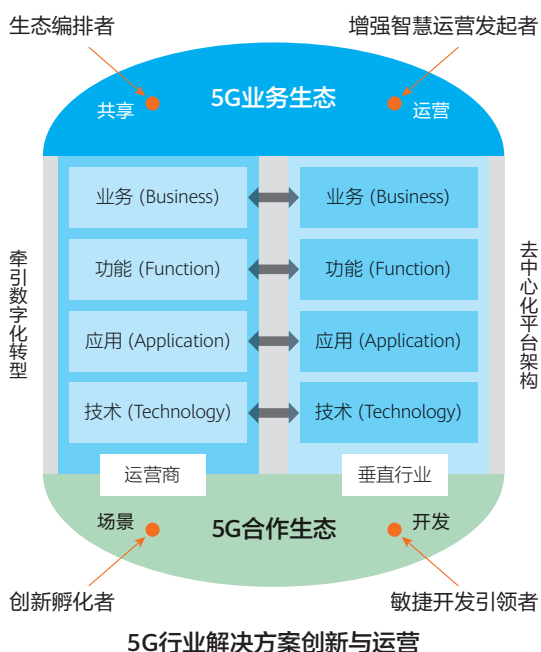 生态编排者
增强智慧运营发起者
5G业务生态
共享
运营
业务 (Business)
业务 (Business)
功能 (Function)
功能 (Function)
应用 (Application)
应用 (Application)
技术 (Technology)
技术 (Technology)
牵引数字化转型
去中心化平台架构
运营商
垂直行业
场景
5G合作生态
开发
创新孵化者
敏捷开发引领者
5G行业解决方案创新与运营